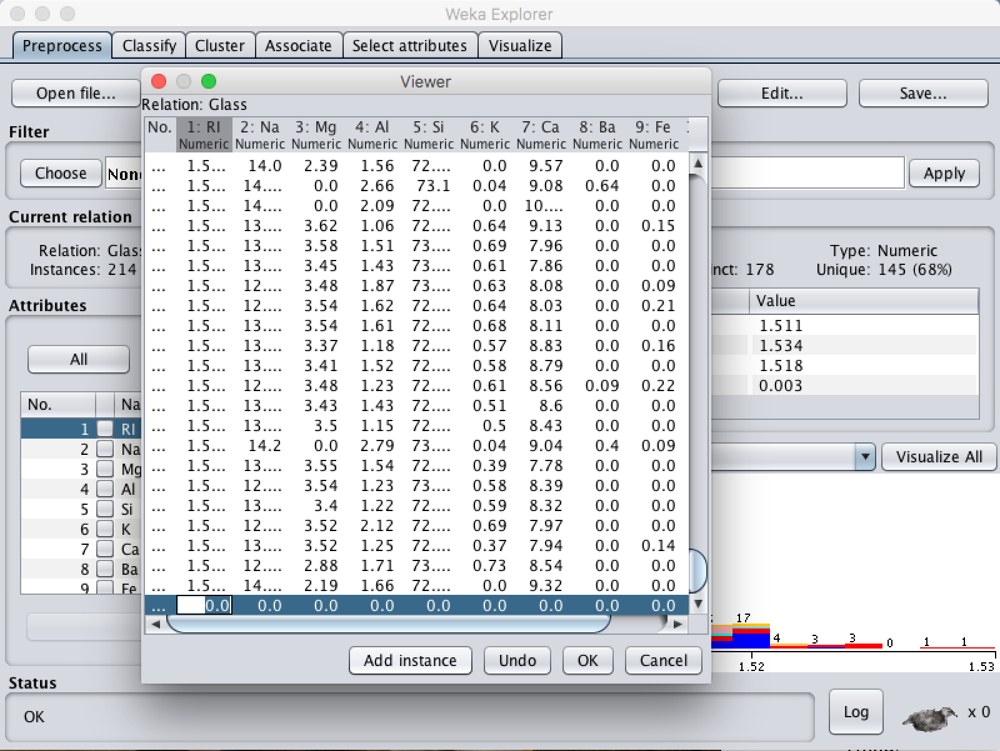 Weka Explorer
Preprocess Classify Cluster Associate Select attributes Visualize
Open file... Edit... Save...
Viewer
Relation: Glass
No. 1: RI 2: Na 3: Mg 4: Al 5: Si 6: K 7: Ca 8: Ba 9: Fe
Numeric Numeric Numeric Numeric Numeric Numeric Numeric Numeric Numeric
... 1.5... 14.0 2.39 1.56 72.... 0.0 9.57 0.0 0.0
... 1.5... 14.... 0.0 2.66 73.1 0.04 9.08 0.64 0.0
... 1.5... 14.... 0.0 2.09 72.... 0.0 10.... 0.0 0.0
... 1.5... 13.... 3.62 1.06 72.... 0.64 9.13 0.0 0.15
... 1.5... 13.... 3.58 1.51 73.... 0.69 7.96 0.0 0.0
... 1.5... 13.... 3.45 1.43 73.... 0.61 7.86 0.0 0.0
... 1.5... 12.... 3.48 1.87 73.... 0.63 8.08 0.0 0.09
... 1.5... 12.... 3.54 1.62 72.... 0.64 8.03 0.0 0.21
... 1.5... 13.... 3.54 1.61 72.... 0.68 8.11 0.0 0.0
... 1.5... 13.... 3.37 1.18 72.... 0.57 8.83 0.0 0.16
... 1.5... 13.... 3.41 1.52 72.... 0.58 8.79 0.0 0.0
... 1.5... 12.... 3.48 1.23 72.... 0.61 8.56 0.09 0.22
... 1.5... 13.... 3.43 1.43 72.... 0.51 8.6 0.0 0.0
... 1.5... 13.... 3.5 1.15 72.... 0.5 8.43 0.0 0.0
... 1.5... 14.2 0.0 2.79 73.... 0.04 9.04 0.4 0.09
... 1.5... 13.... 3.55 1.54 72.... 0.39 7.78 0.0 0.0
... 1.5... 12.... 3.54 1.23 73.... 0.58 8.39 0.0 0.0
... 1.5... 13.... 3.4 1.22 72.... 0.59 8.32 0.0 0.0
... 1.5... 12.... 3.52 2.12 72.... 0.69 7.97 0.0 0.0
... 1.5... 13.... 3.52 1.25 72.... 0.37 7.94 0.0 0.14
... 1.5... 12.... 2.88 1.71 73.... 0.73 8.54 0.0 0.0
... 1.5... 14.... 2.19 1.66 72.... 0.0 9.32 0.0 0.0
... 0.0 0.0 0.0 0.0 0.0 0.0 0.0 0.0 0.0
Add instance Undo OK Cancel
Filter
Choose Non Apply
Current relation
Relation: Glas
Instances: 214
Type: Numeric
inct: 178 Unique: 145 (68%)
Value
1.511
1.534
1.518
0.003
Attributes
All
No. Na
1 RI
2 Na
3 Mg
4 Al
5 Si
6 K
7 Ca
8 Ba
9 Fe
Visualize All
17 4 3 3 0 1 1
1.52 1.53
Status
OK
Log x 0